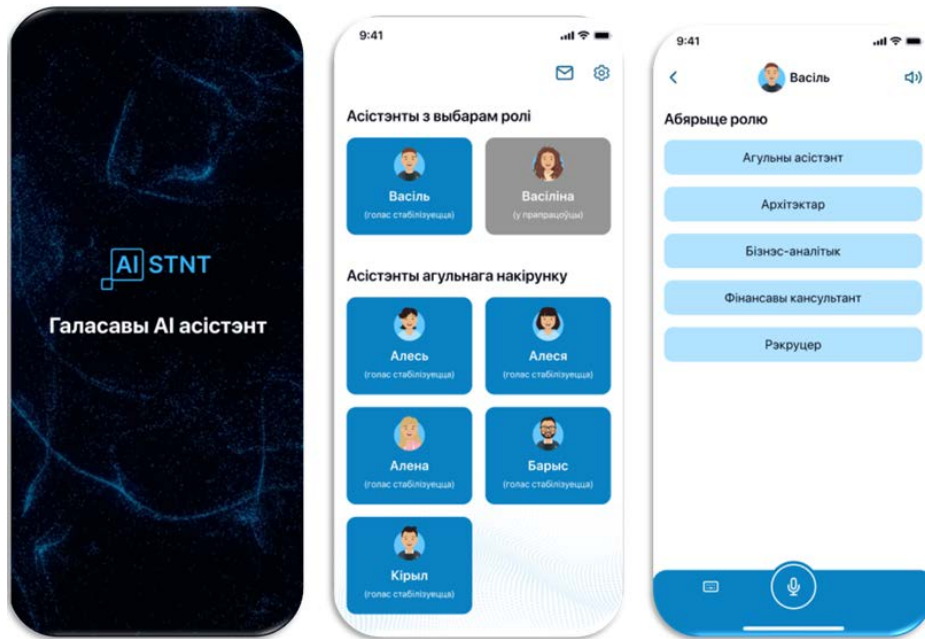 AI STNT
Галасавы AI асістэнт
9:41
Асістэнты з выбарам ролі
Васіль
(голас стабілізуецца)
Васіліна
(у прапрацоўцы)
Асістэнты агульнага накірунку
Алесь
(голас стабілізуецца)
Алеся
(голас стабілізуецца)
Алена
(голас стабілізуецца)
Барыс
(голас стабілізуецца)
Кірыл
(голас стабілізуецца)
9:41
Васіль
Абярыце ролю
Агульны асістэнт
Архітэктар
Бізнэс-аналітык
Фінансавы кансультант
Рэкруцер